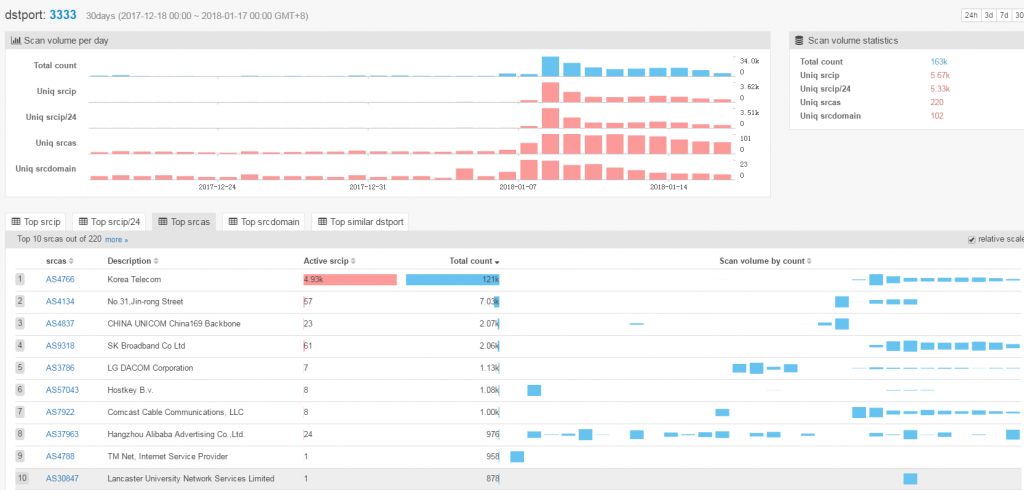 dstport: 3333 30days (2017-12-18 00:00 ~ 2018-01-17 00:00 GMT+8) 24h 3d 7d 30
Scan volume per day
Total count 34.0k 0
Uniq srcip 3.62k 0
Uniq srcip/24 3.51k 0
Uniq srcas 101 0
Uniq srcdomain 23 0
2017-12-24 2017-12-31 2018-01-07 2018-01-14
Scan volume statistics
Total count 163k
Uniq srcip 5.67k
Uniq srcip/24 5.33k
Uniq srcas 220
Uniq srcdomain 102
Top srcip Top srcip/24 Top srcas Top srcdomain Top similar dstport
Top 10 srcas out of 220 more » relative scale
srcas Description Active srcip Total count Scan volume by count
1 AS4766 Korea Telecom 4.93k 121k
2 AS4134 No.31,Jin-rong Street 57 7.03k
3 AS4837 CHINA UNICOM China169 Backbone 23 2.07k
4 AS9318 SK Broadband Co Ltd 61 2.06k
5 AS3786 LG DACOM Corporation 7 1.13k
6 AS57043 Hostkey B.v. 8 1.08k
7 AS7922 Comcast Cable Communications, LLC 8 1.00k
8 AS37963 Hangzhou Alibaba Advertising Co.,Ltd. 24 976
9 AS4788 TM Net, Internet Service Provider 1 958
10 AS30847 Lancaster University Network Services Limited 1 878